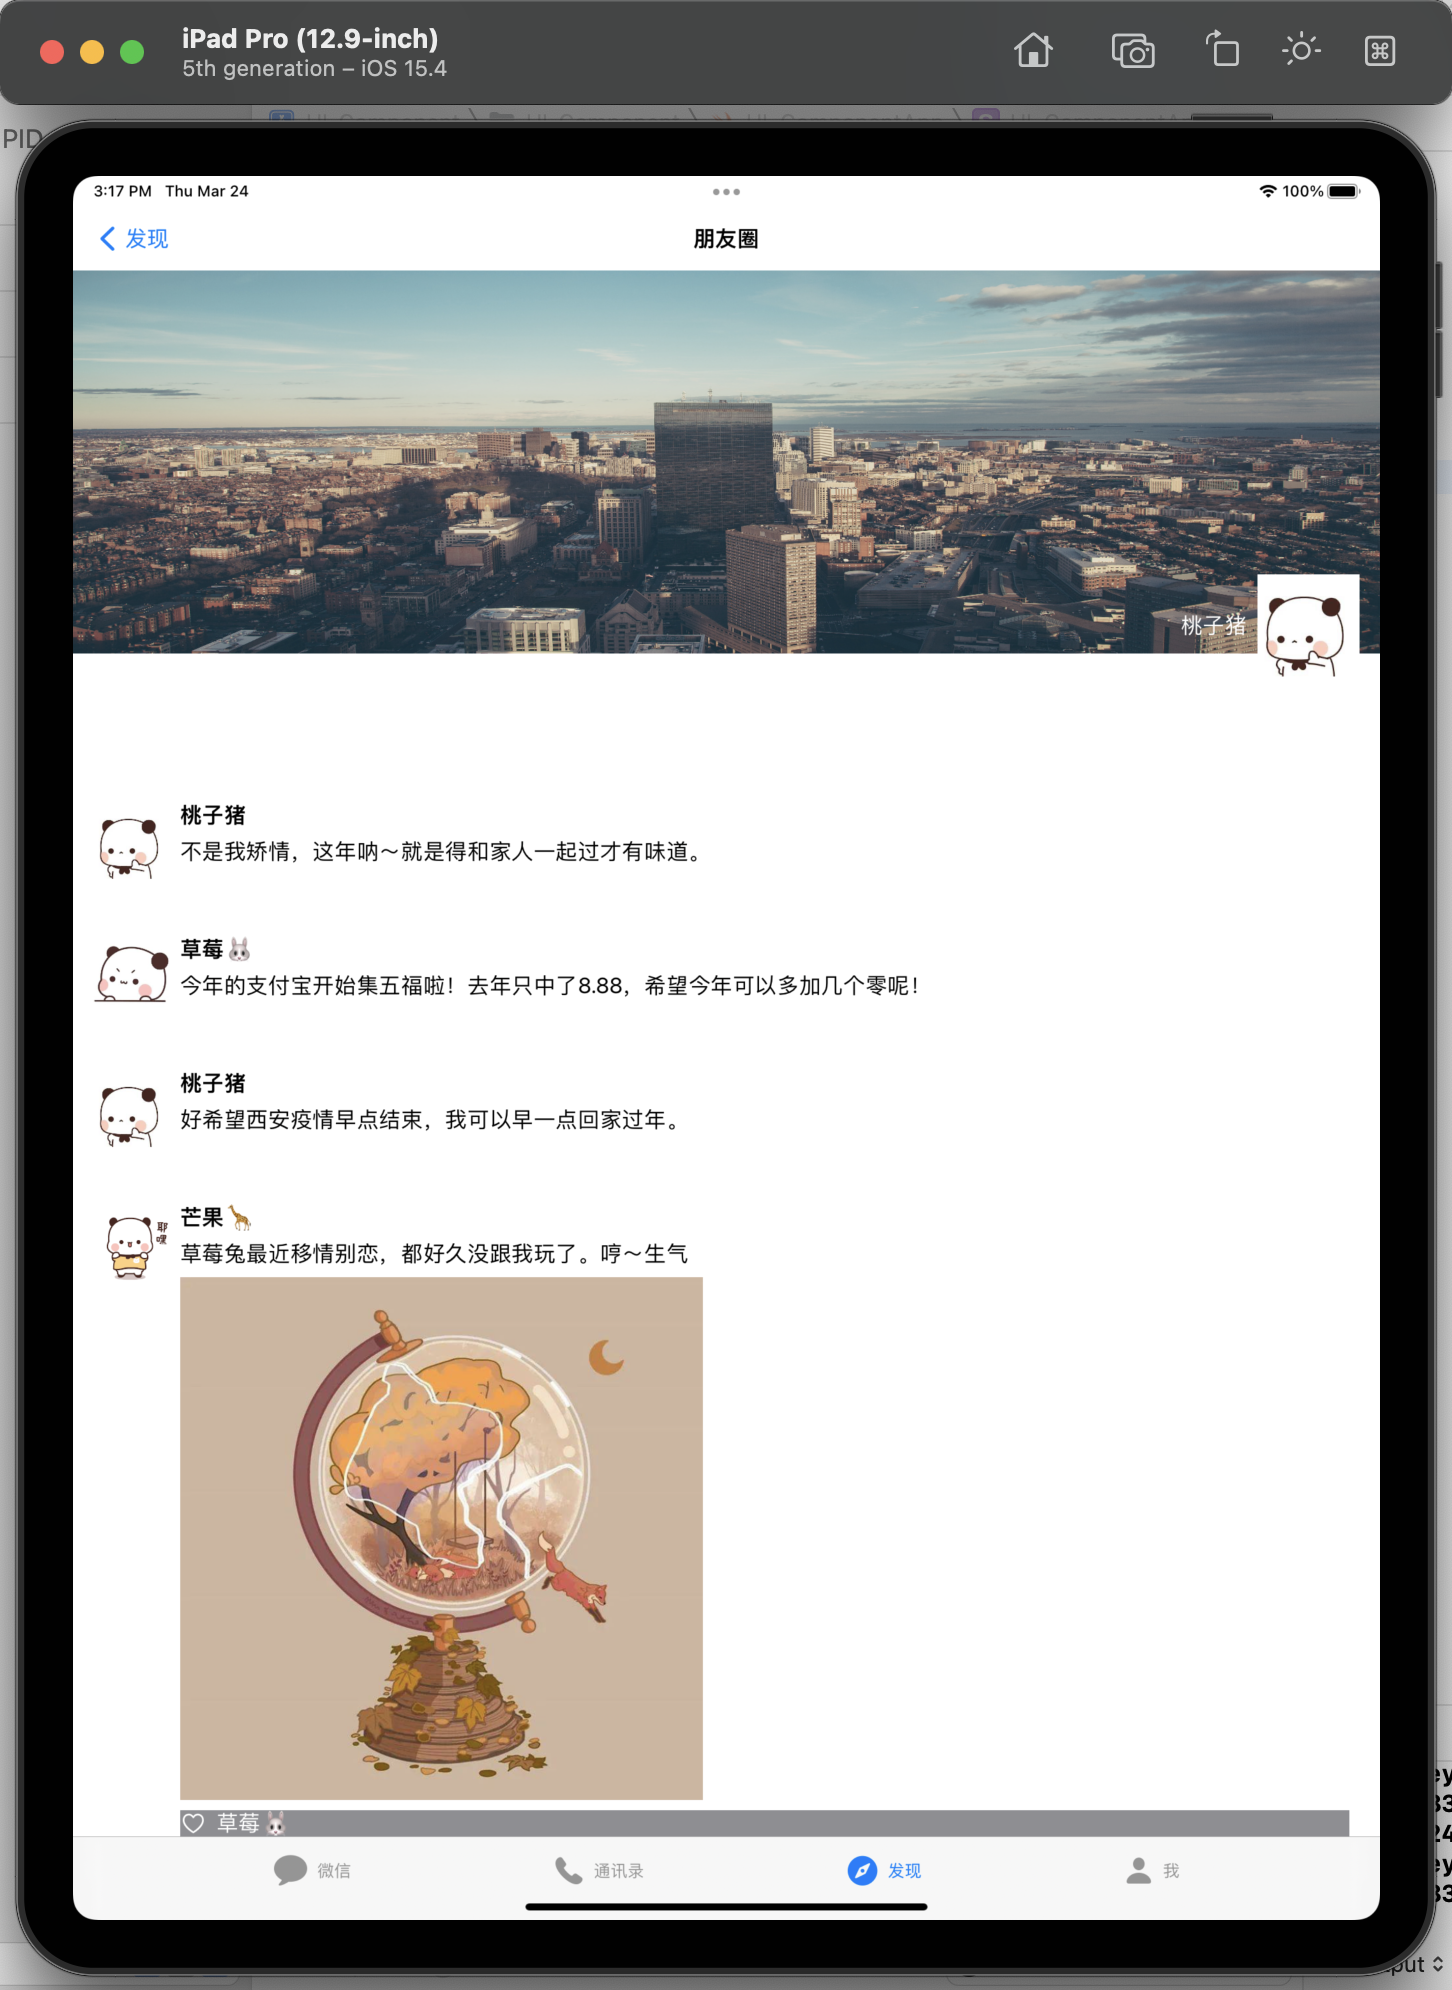 iPad Pro (12.9-inch)
5th generation – iOS 15.4
PID
3:17 PM Thu Mar 24
100%
发现
朋友圈
桃子猪
桃子猪
不是我矫情，这年呐～就是得和家人一起过才有味道。
草莓🐰
今年的支付宝开始集五福啦！去年只中了8.88，希望今年可以多加几个零呢！
桃子猪
好希望西安疫情早点结束，我可以早一点回家过年。
芒果🦒
耶
嘿
草莓兔最近移情别恋，都好久没跟我玩了。哼～生气
草莓🐰
微信
通讯录
发现
我